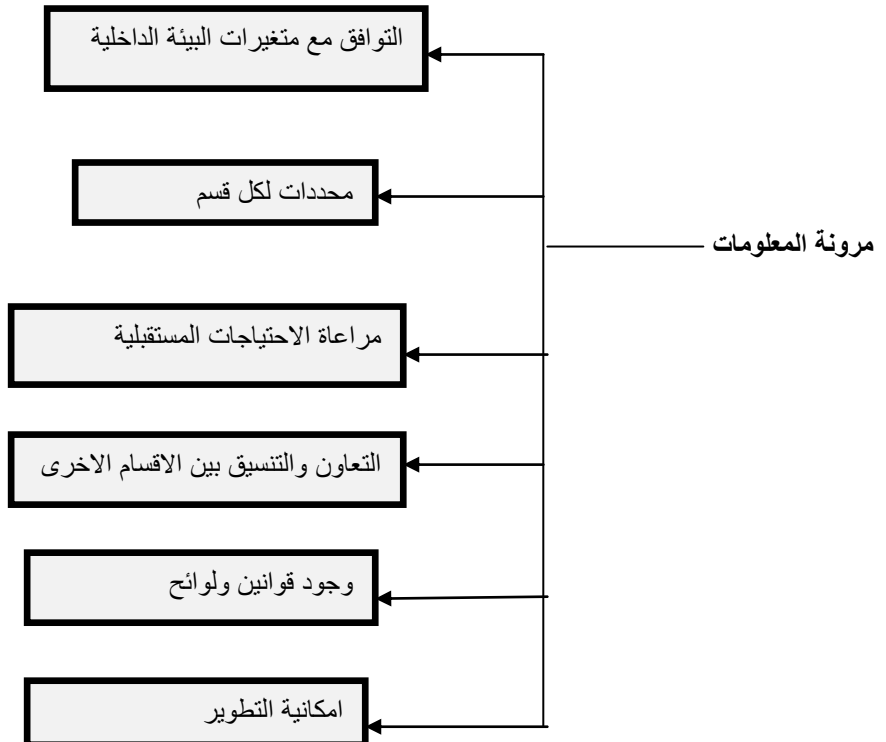 التوافق مع متغيرات البيئة الداخلية
محددات لكل قسم
مرونة المعلومات
مراعاة الاحتياجات المستقبلية
التعاون والتنسيق بين الاقسام الاخرى
وجود قوانين ولوائح
امكانية التطوير